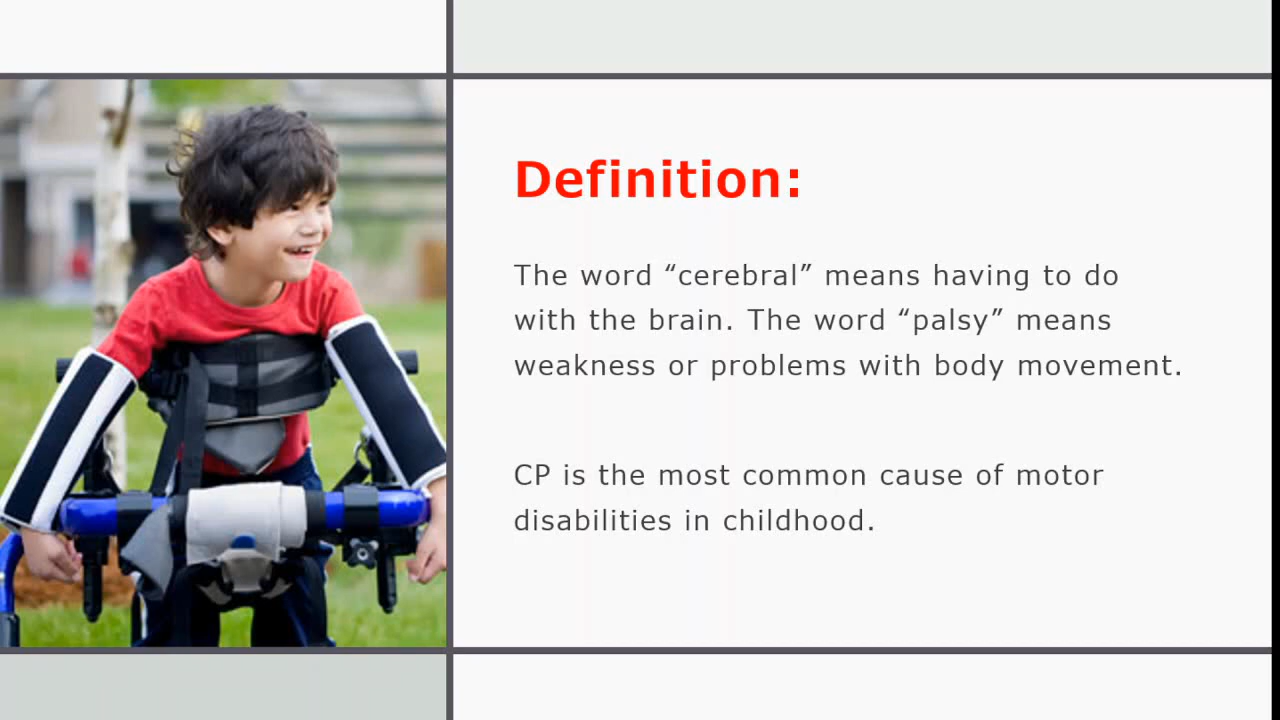 Definition:
The word “cerebral” means having to do
with the brain. The word “palsy” means
weakness or problems with body movement.
CP is the most common cause of motor
disabilities in childhood.